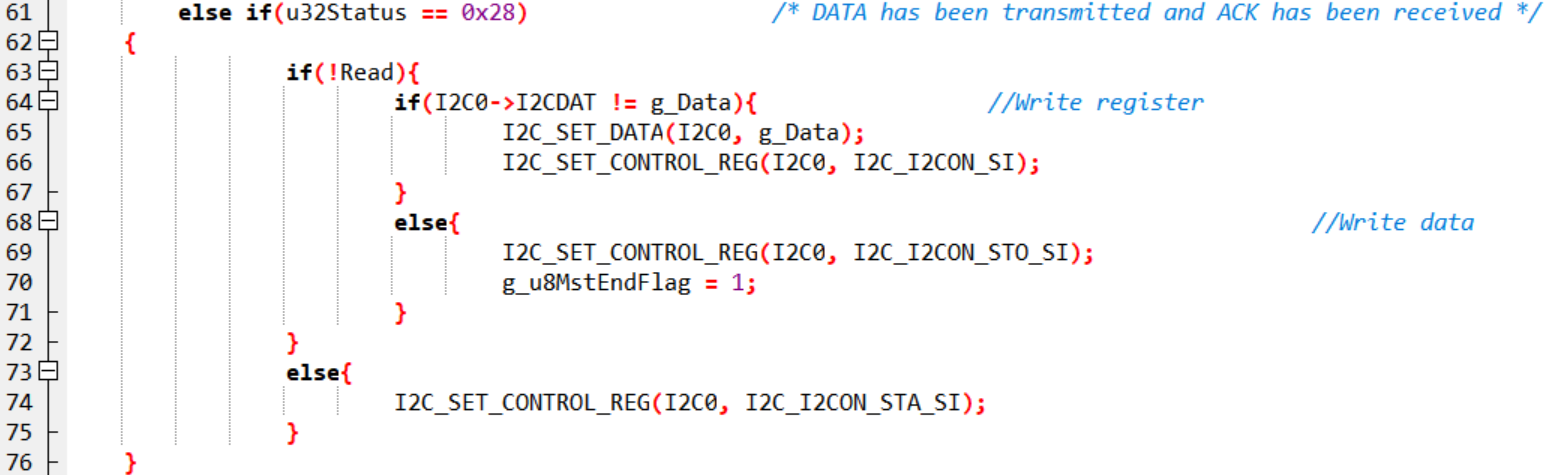 61 else if(u32Status == 0x28) /* DATA has been transmitted and ACK has been received */
62 {
63 if(!Read){
64 if(I2C0->I2CDAT != g_Data){ //Write register
65 I2C_SET_DATA(I2C0, g_Data);
66 I2C_SET_CONTROL_REG(I2C0, I2C_I2CON_SI);
67 }
68 else{ //Write data
69 I2C_SET_CONTROL_REG(I2C0, I2C_I2CON_STO_SI);
70 g_u8MstEndFlag = 1;
71 }
72 }
73 else{
74 I2C_SET_CONTROL_REG(I2C0, I2C_I2CON_STA_SI);
75 }
76 }